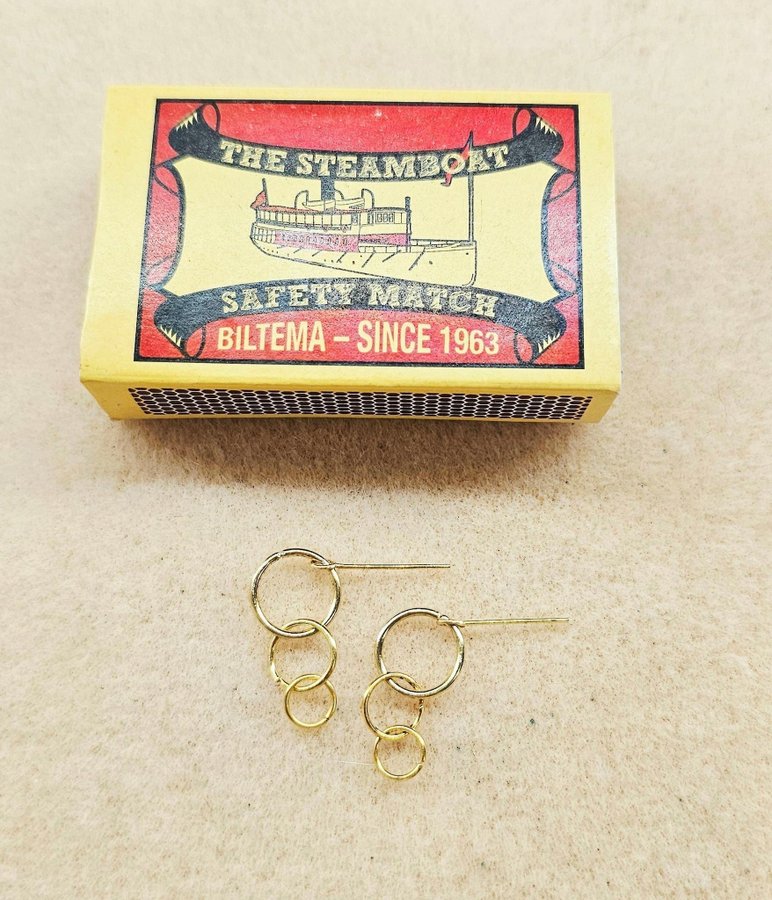 THE STEAMBOAT
SAFETY MATCH
BILTEMA – SINCE 1963